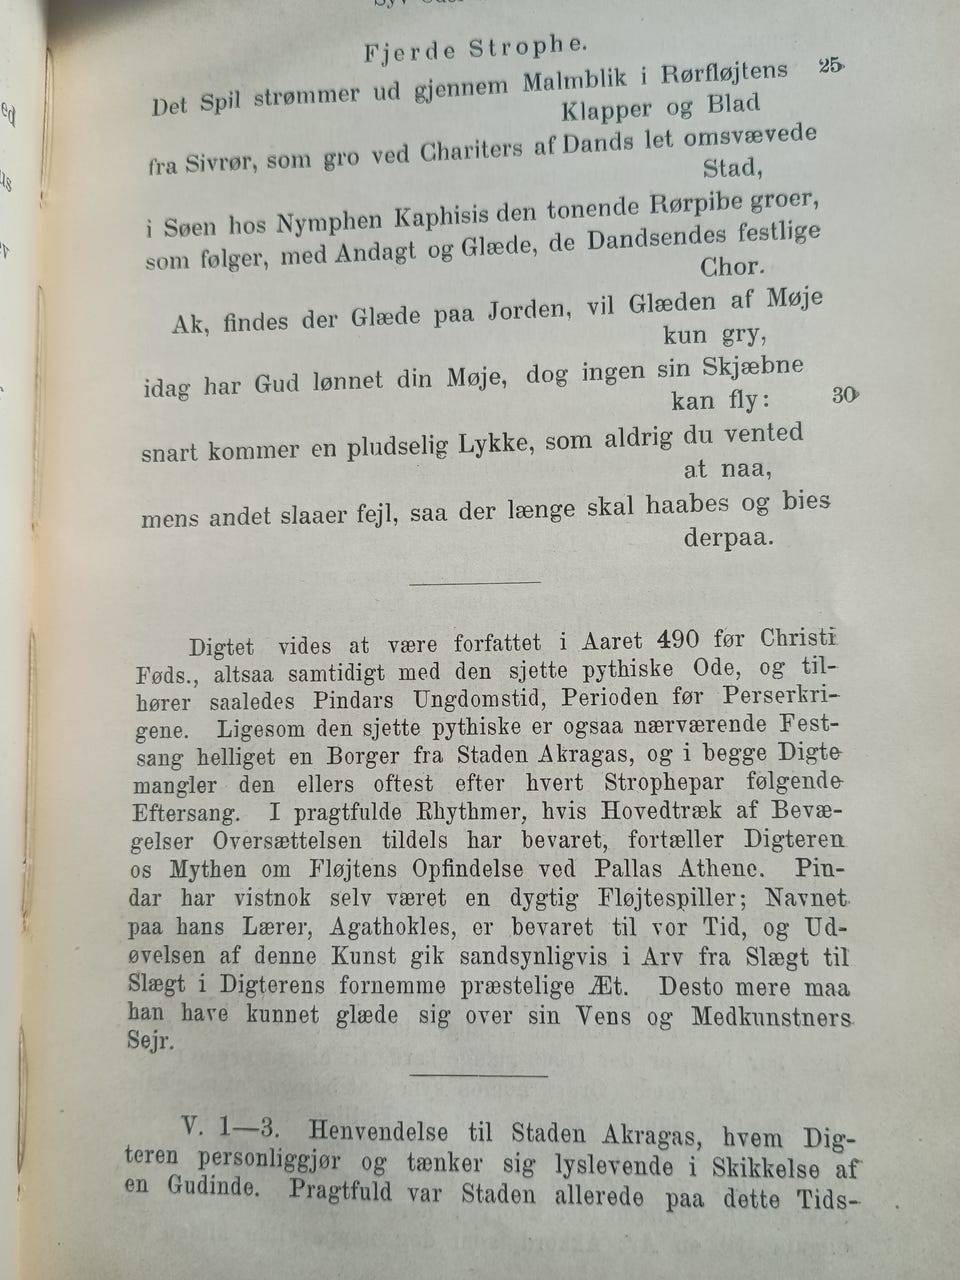 Fjerde Strophe.
Det Spil strømmer ud gjennem Malmblik i Rørfløjtens 25
Klapper og Blad
fra Sivrør, som gro ved Chariters af Dands let omsvævede
Stad,
i Søen hos Nymphen Kaphisis den tonende Rørpibe groer,
som følger, med Andagt og Glæde, de Dandsendes festlige
Chor.
Ak, findes der Glæde paa Jorden, vil Glæden af Møje
kun gry,
idag har Gud lønnet din Møje, dog ingen sin Skjæbne
kan fly: 30
snart kommer en pludselig Lykke, som aldrig du vented
at naa,
mens andet slaaer fejl, saa der længe skal haabes og bies
derpaa.
Digtet vides at være forfattet i Aaret 490 før Christi
Føds., altsaa samtidigt med den sjette pythiske Ode, og til-
hører saaledes Pindars Ungdomstid, Perioden før Perserkri-
gene. Ligesom den sjette pythiske er ogsaa nærværende Fest-
sang helliget en Borger fra Staden Akragas, og i begge Digte
mangler den ellers oftest efter hvert Strophepar følgende
Eftersang. I pragtfulde Rhythmer, hvis Hovedtræk af Bevæ-
gelser Oversættelsen tildels har bevaret, fortæller Digteren
os Mythen om Fløjtens Opfindelse ved Pallas Athene. Pin-
dar har vistnok selv været en dygtig Fløjtespiller; Navnet
paa hans Lærer, Agathokles, er bevaret til vor Tid, og Ud-
øvelsen af denne Kunst gik sandsynligvis i Arv fra Slægt til
Slægt i Digterens fornemme præstelige Æt. Desto mere maa
han have kunnet glæde sig over sin Vens og Medkunstners
Sejr.
V. 1—3. Henvendelse til Staden Akragas, hvem Dig-
teren personliggjør og tænker sig lyslevende i Skikkelse af
en Gudinde. Pragtfuld var Staden allerede paa dette Tids-